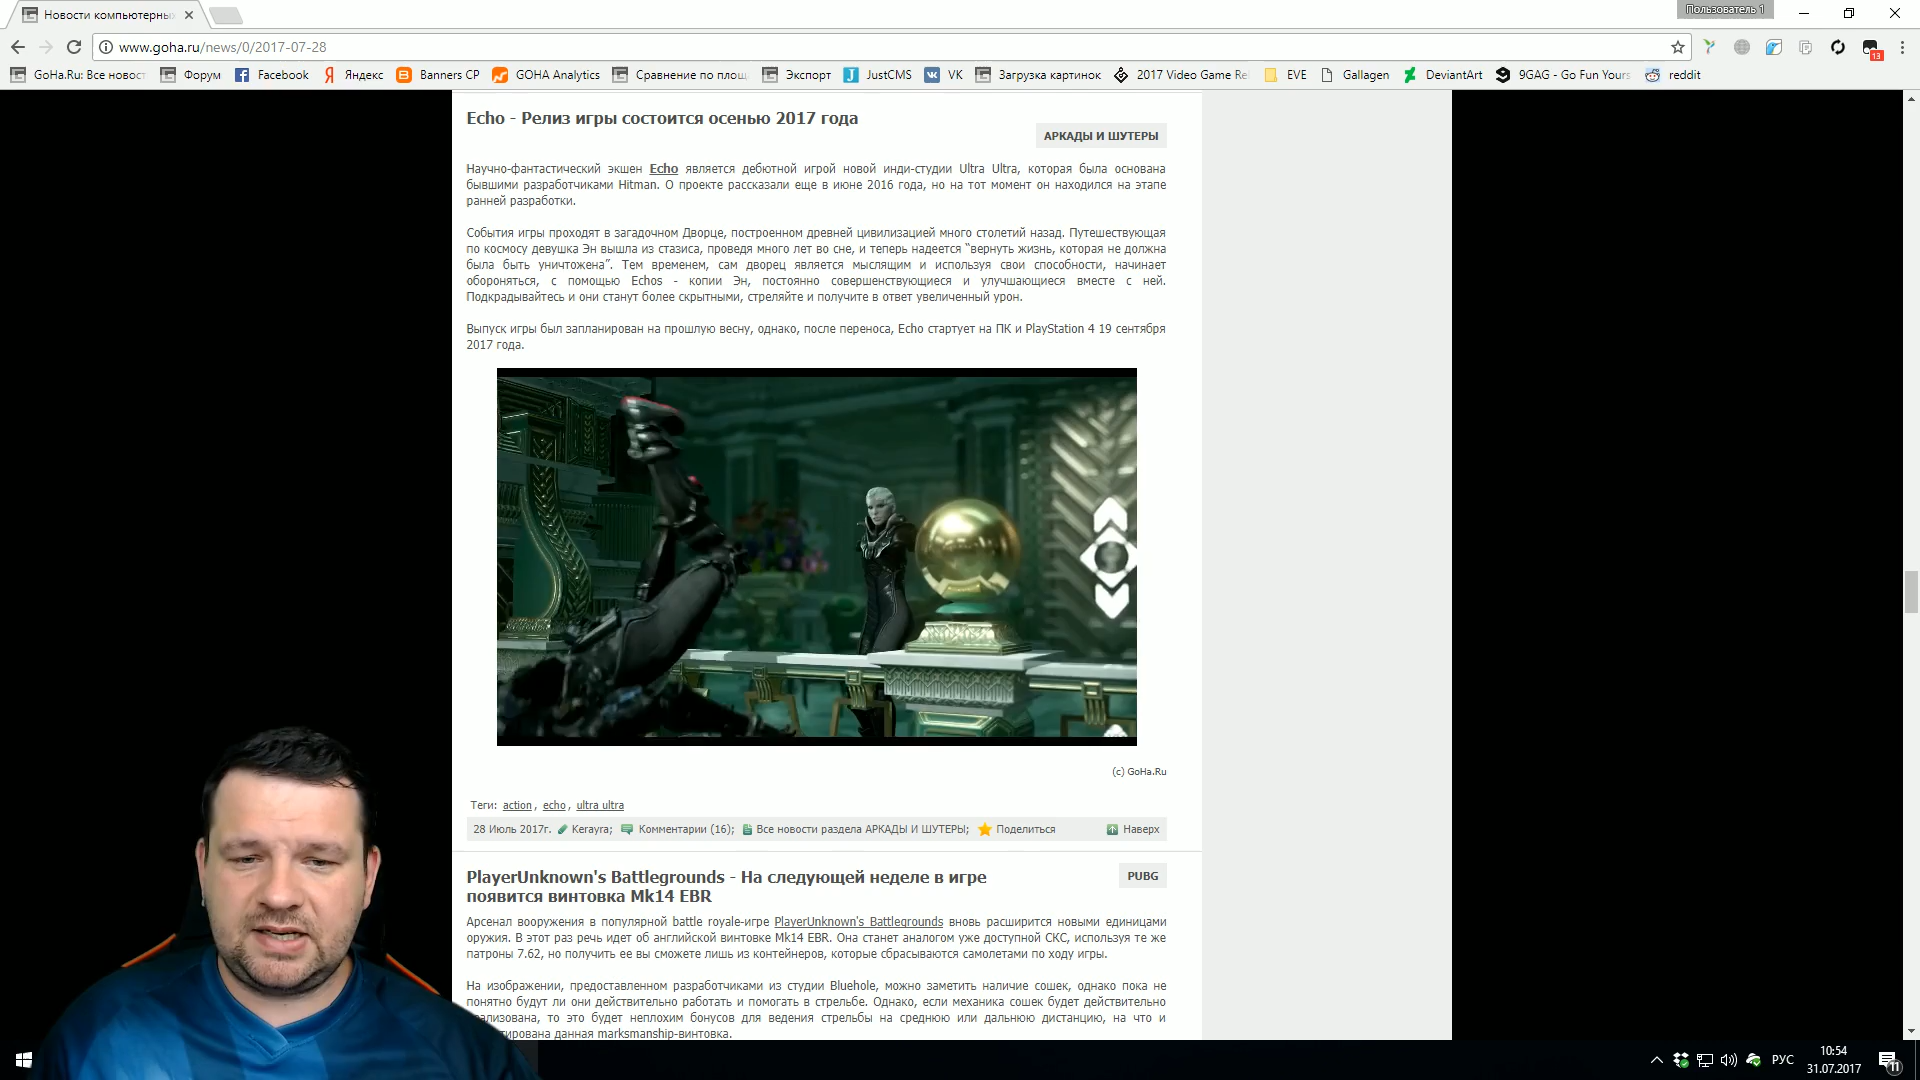 Новости компьютерны
Пользователь 1
www.goha.ru/news/0/2017-07-28
GoHa.Ru: Все новост
Форум
Facebook
Яндекс
Banners CP
GOHA Analytics
Сравнение по площ
Экспорт
JustCMS
VK
Загрузка картинок
2017 Video Game Rel
EVE
Gallagen
DeviantArt
9GAG - Go Fun Yours
reddit
13
Echo - Релиз игры состоится осенью 2017 года
АРКАДЫ И ШУТЕРЫ
Научно-фантастический экшен Echo является дебютной игрой новой инди-студии Ultra Ultra, которая была основана
бывшими разработчиками Hitman. О проекте рассказали еще в июне 2016 года, но на тот момент он находился на этапе
ранней разработки.
События игры проходят в загадочном Дворце, построенном древней цивилизацией много столетий назад. Путешествующая
по космосу девушка Эн вышла из стазиса, проведя много лет во сне, и теперь надеется “вернуть жизнь, которая не должна
была быть уничтожена”. Тем временем, сам дворец является мыслящим и используя свои способности, начинает
обороняться, с помощью Echos - копии Эн, постоянно совершенствующиеся и улучшающиеся вместе с ней.
Подкрадывайтесь и они станут более скрытными, стреляйте и получите в ответ увеличенный урон.
Выпуск игры был запланирован на прошлую весну, однако, после переноса, Echo стартует на ПК и PlayStation 4 19 сентября
2017 года.
(c) GoHa.Ru
Теги: action, echo, ultra ultra
28 Июль 2017г. Kerayra; Комментарии (16); Все новости раздела АРКАДЫ И ШУТЕРЫ; Поделиться Наверх
PlayerUnknown's Battlegrounds - На следующей неделе в игре
появится винтовка Mk14 EBR
PUBG
Арсенал вооружения в популярной battle royale-игре PlayerUnknown's Battlegrounds вновь расширится новыми единицами
оружия. В этот раз речь идет об английской винтовке Mk14 EBR. Она станет аналогом уже доступной СКС, используя те же
патроны 7.62, но получить ее вы сможете лишь из контейнеров, которые сбрасываются самолетами по ходу игры.
На изображении, предоставленном разработчиками из студии Bluehole, можно заметить наличие сошек, однако пока не
понятно будут ли они действительно работать и помогать в стрельбе. Однако, если механика сошек будет действительно
ализована, то это будет неплохим бонусов для ведения стрельбы на среднюю или дальнюю дистанцию, на что и
тирована данная marksmanship-винтовка.
РУС
10:54
31.07.2017
11